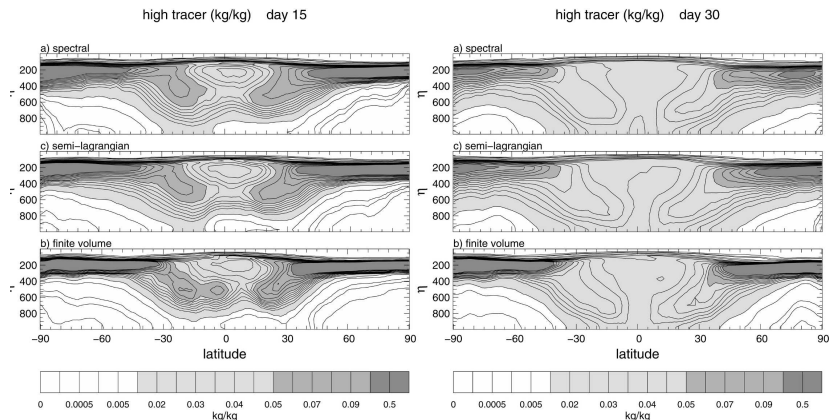 high tracer (kg/kg) day 15
a) spectral
200
400
600
800
c) semi-lagrangian
200
400
600
800
b) finite volume
200
400
600
800
-90 -60 -30 0 30 60 90
latitude
0 0.0005 0.005 0.02 0.04 0.05 0.07 0.09 0.5
kg/kg
high tracer (kg/kg) day 30
a) spectral
η
200
400
600
800
c) semi-lagrangian
η
200
400
600
800
b) finite volume
η
200
400
600
800
-90 -60 -30 0 30 60 90
latitude
0 0.0005 0.005 0.02 0.04 0.05 0.07 0.09 0.5
kg/kg